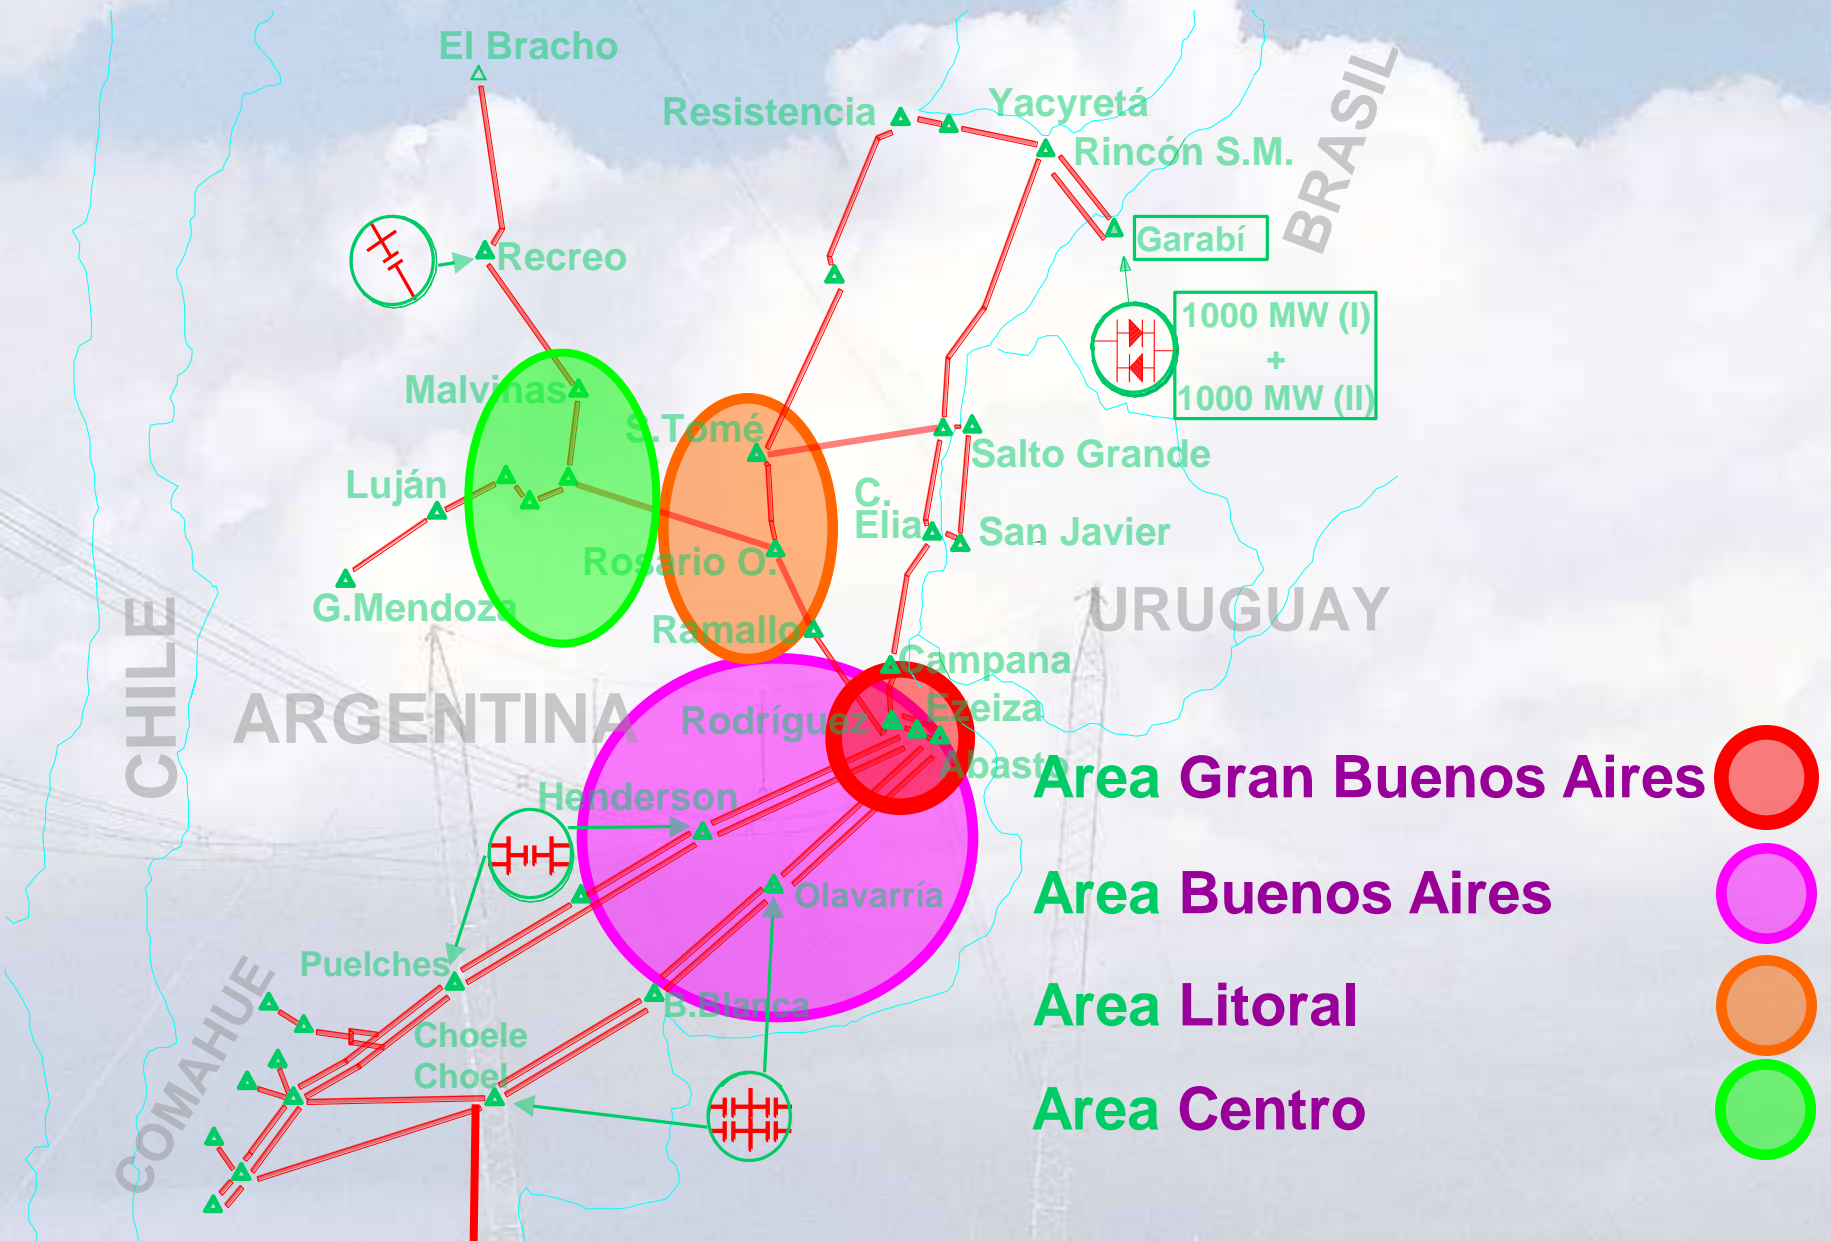 El Bracho
Resistencia
Yacyretá
Rincón S.M.
BRASIL
Recreo
Garabí
1000 MW (I)
+
1000 MW (II)
Malvinas
S.Tomé
Salto Grande
Luján
C.
Elia
San Javier
Rosario O.
G.Mendoza
Ramallo
URUGUAY
CHILE
ARGENTINA
Campana
Rodríguez
Ezeiza
Abasto
Area Gran Buenos Aires
Henderson
Olavarría
Area Buenos Aires
Puelches
B.Blanca
Area Litoral
COMAHUE
Choele
Choel
Area Centro